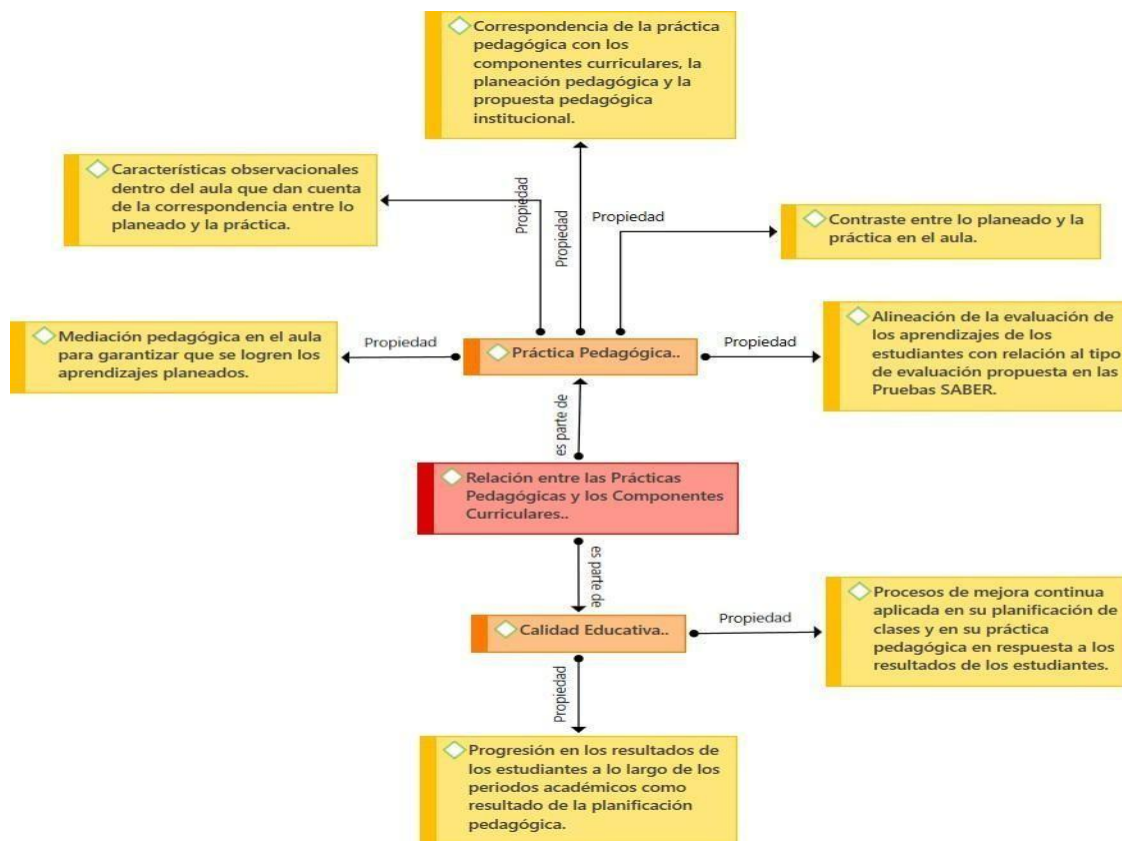 Correspondencia de la práctica
pedagógica con los
componentes curriculares, la
planeación pedagógica y la
propuesta pedagógica
institucional.
Características observacionales
dentro del aula que dan cuenta
de la correspondencia entre lo
planeado y la práctica.
Propiedad
Propiedad
Propiedad
Contraste entre lo planeado y la
práctica en el aula.
Mediación pedagógica en el aula
para garantizar que se logren los
aprendizajes planeados.
Propiedad
Práctica Pedagógica..
Propiedad
Alineación de la evaluación de
los aprendizajes de los
estudiantes con relación al tipo
de evaluación propuesta en las
Pruebas SABER.
es parte de
Relación entre las Prácticas
Pedagógicas y los Componentes
Curriculares..
es parte de
Calidad Educativa..
Propiedad
Procesos de mejora continua
aplicada en su planificación de
clases y en su práctica
pedagógica en respuesta a los
resultados de los estudiantes.
Propiedad
Progresión en los resultados de
los estudiantes a lo largo de los
periodos académicos como
resultado de la planificación
pedagógica.